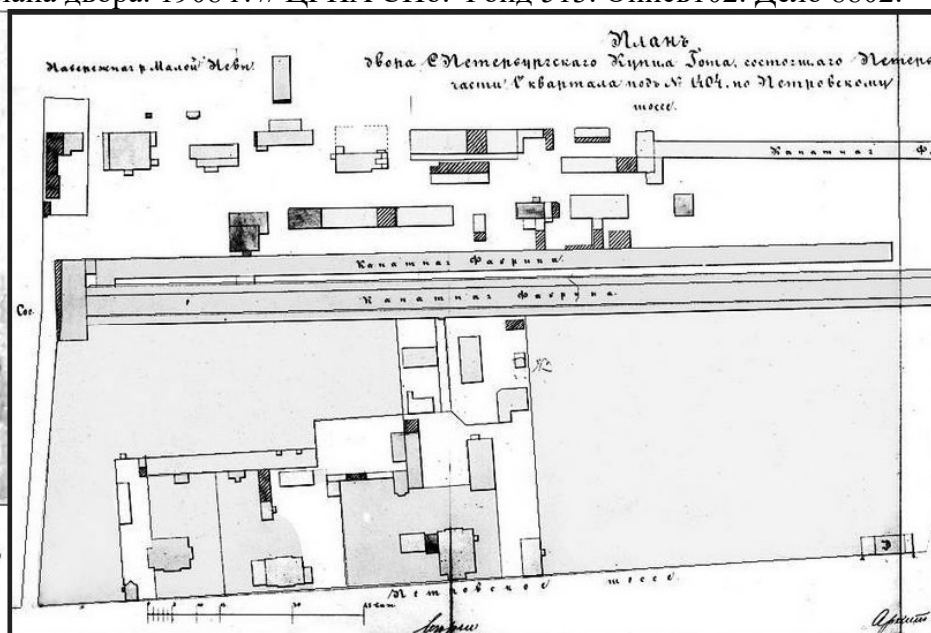 плана двора. 1908 г. // ЦГИА СПб. Фонд 513. Опись 102. Дело 8802.
Планъ
Набережная р. Малой Невы.
двора С Петербургскаго Купца Гота, состоящаго Петерб
части квартала подъ № 1404, по Петровскому
шоссе.
Канатная Ф.
Канатная Фабрика
Канатная Фабрика
Сос.
Петровское шоссе.